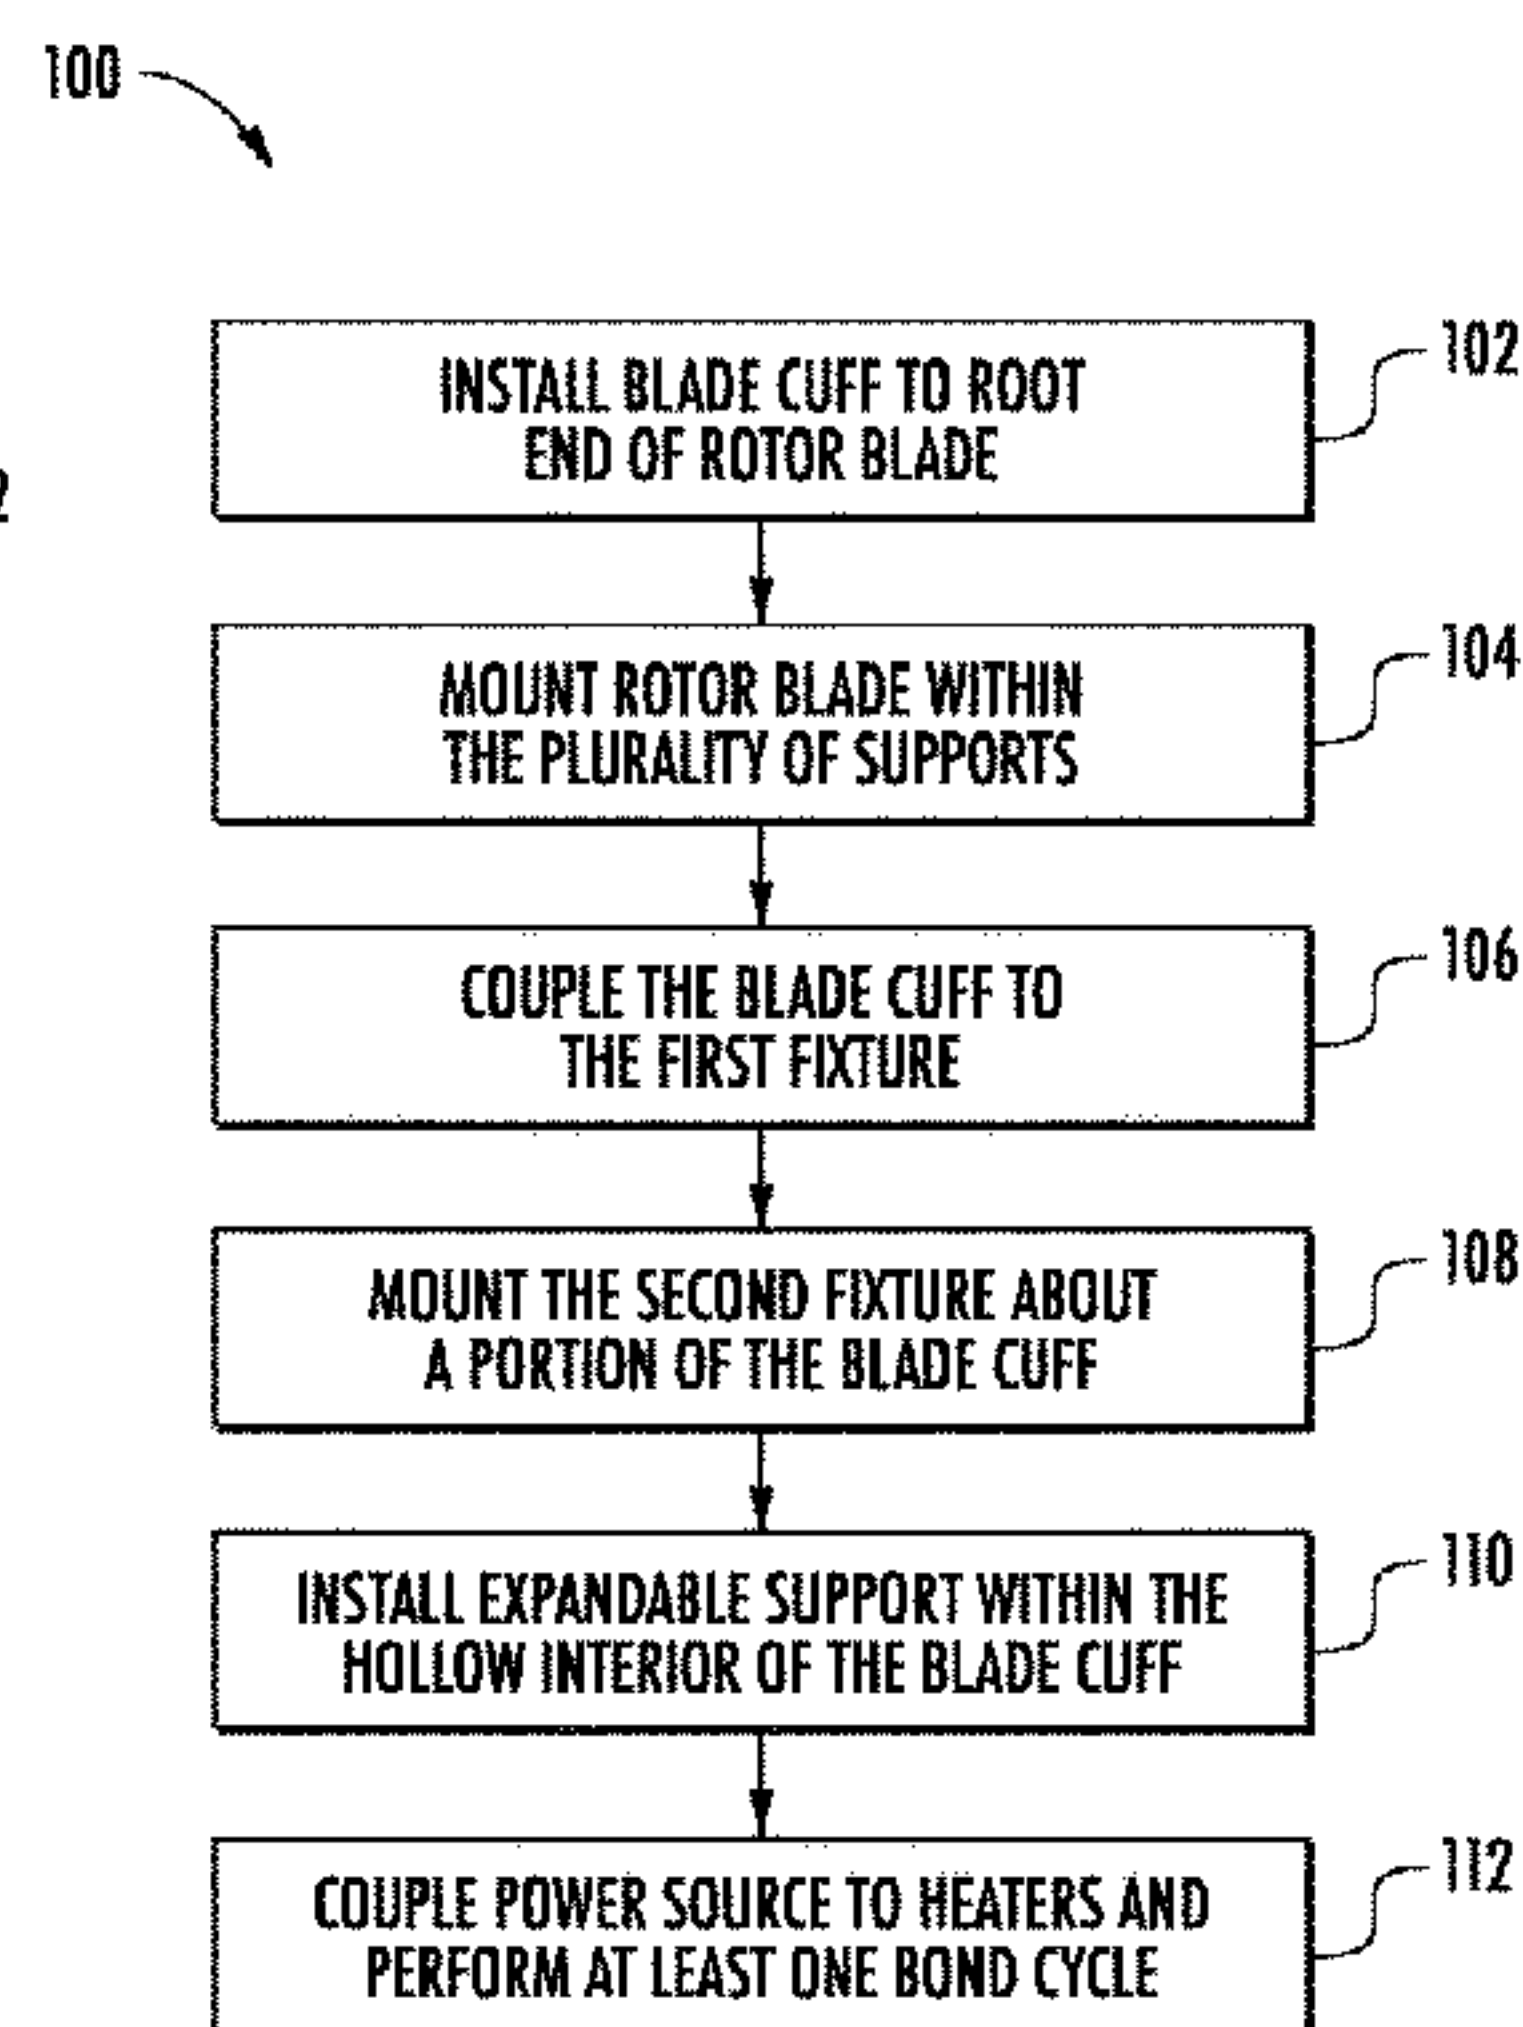 100
102
INSTALL BLADE CUFF TO ROOT
END OF ROTOR BLADE
2
104
MOUNT ROTOR BLADE WITHIN
THE PLURALITY OF SUPPORTS
106
COUPLE THE BLADE CUFF TO
THE FIRST FIXTURE
108
MOUNT THE SECOND FIXTURE ABOUT
A PORTION OF THE BLADE CUFF
110
INSTALL EXPANDABLE SUPPORT WITHIN THE
HOLLOW INTERIOR OF THE BLADE CUFF
112
COUPLE POWER SOURCE TO HEATERS AND
PERFORM AT LEAST ONE BOND CYCLE